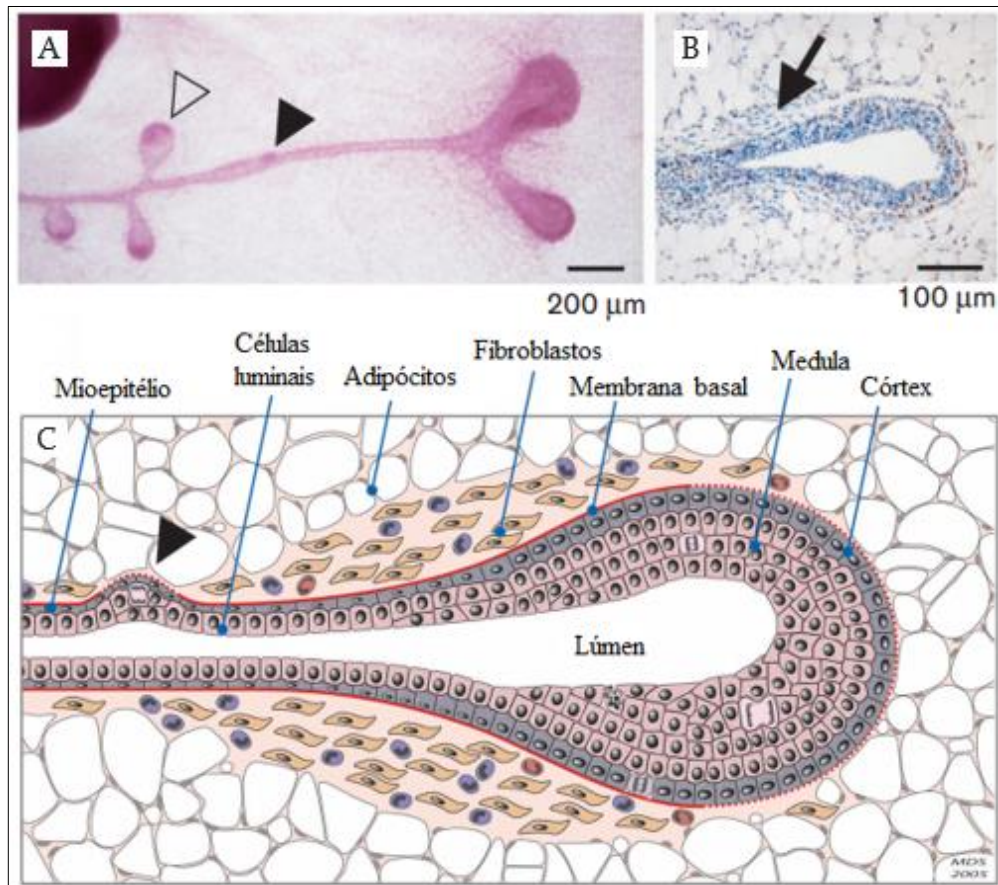 A
B
200 μm
100 μm
Mioepitélio
Células
luminais
Adipócitos
Fibroblastos
Membrana basal
Medula
Córtex
C
Lúmen
MDS
2005